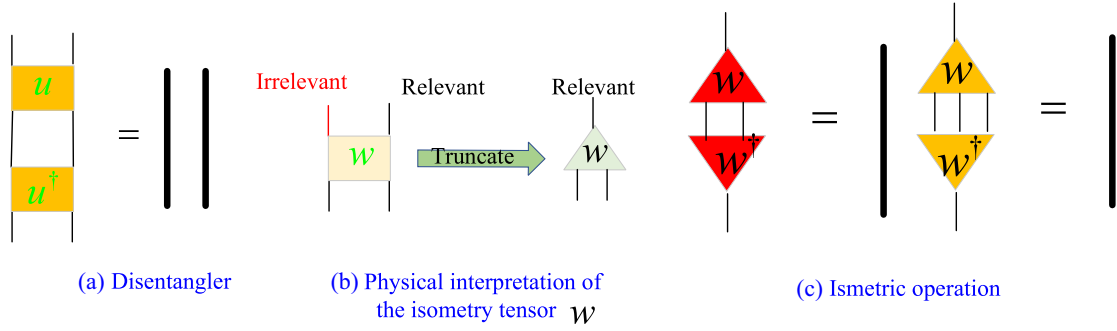 u
u†
=
Irrelevant
Relevant
w
Truncate
Relevant
w
w
w†
=
w
w†
=
(a) Disentangler
(b) Physical interpretation of
the isometry tensor w
(c) Ismetric operation